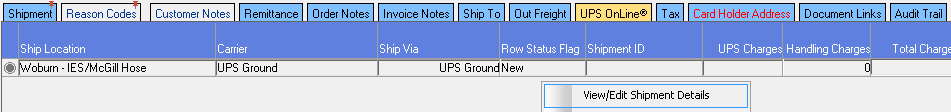 Shipment Reason Codes Customer Notes Remittance Order Notes Invoice Notes Ship To Out Freight UPS OnLine® Tax Card Holder Address Document Links Audit Trail
Ship Location Carrier Ship Via Row Status Flag Shipment ID UPS Charges Handling Charges Total Charge
Woburn - IES/McGill Hose UPS Ground UPS Ground New 0
View/Edit Shipment Details